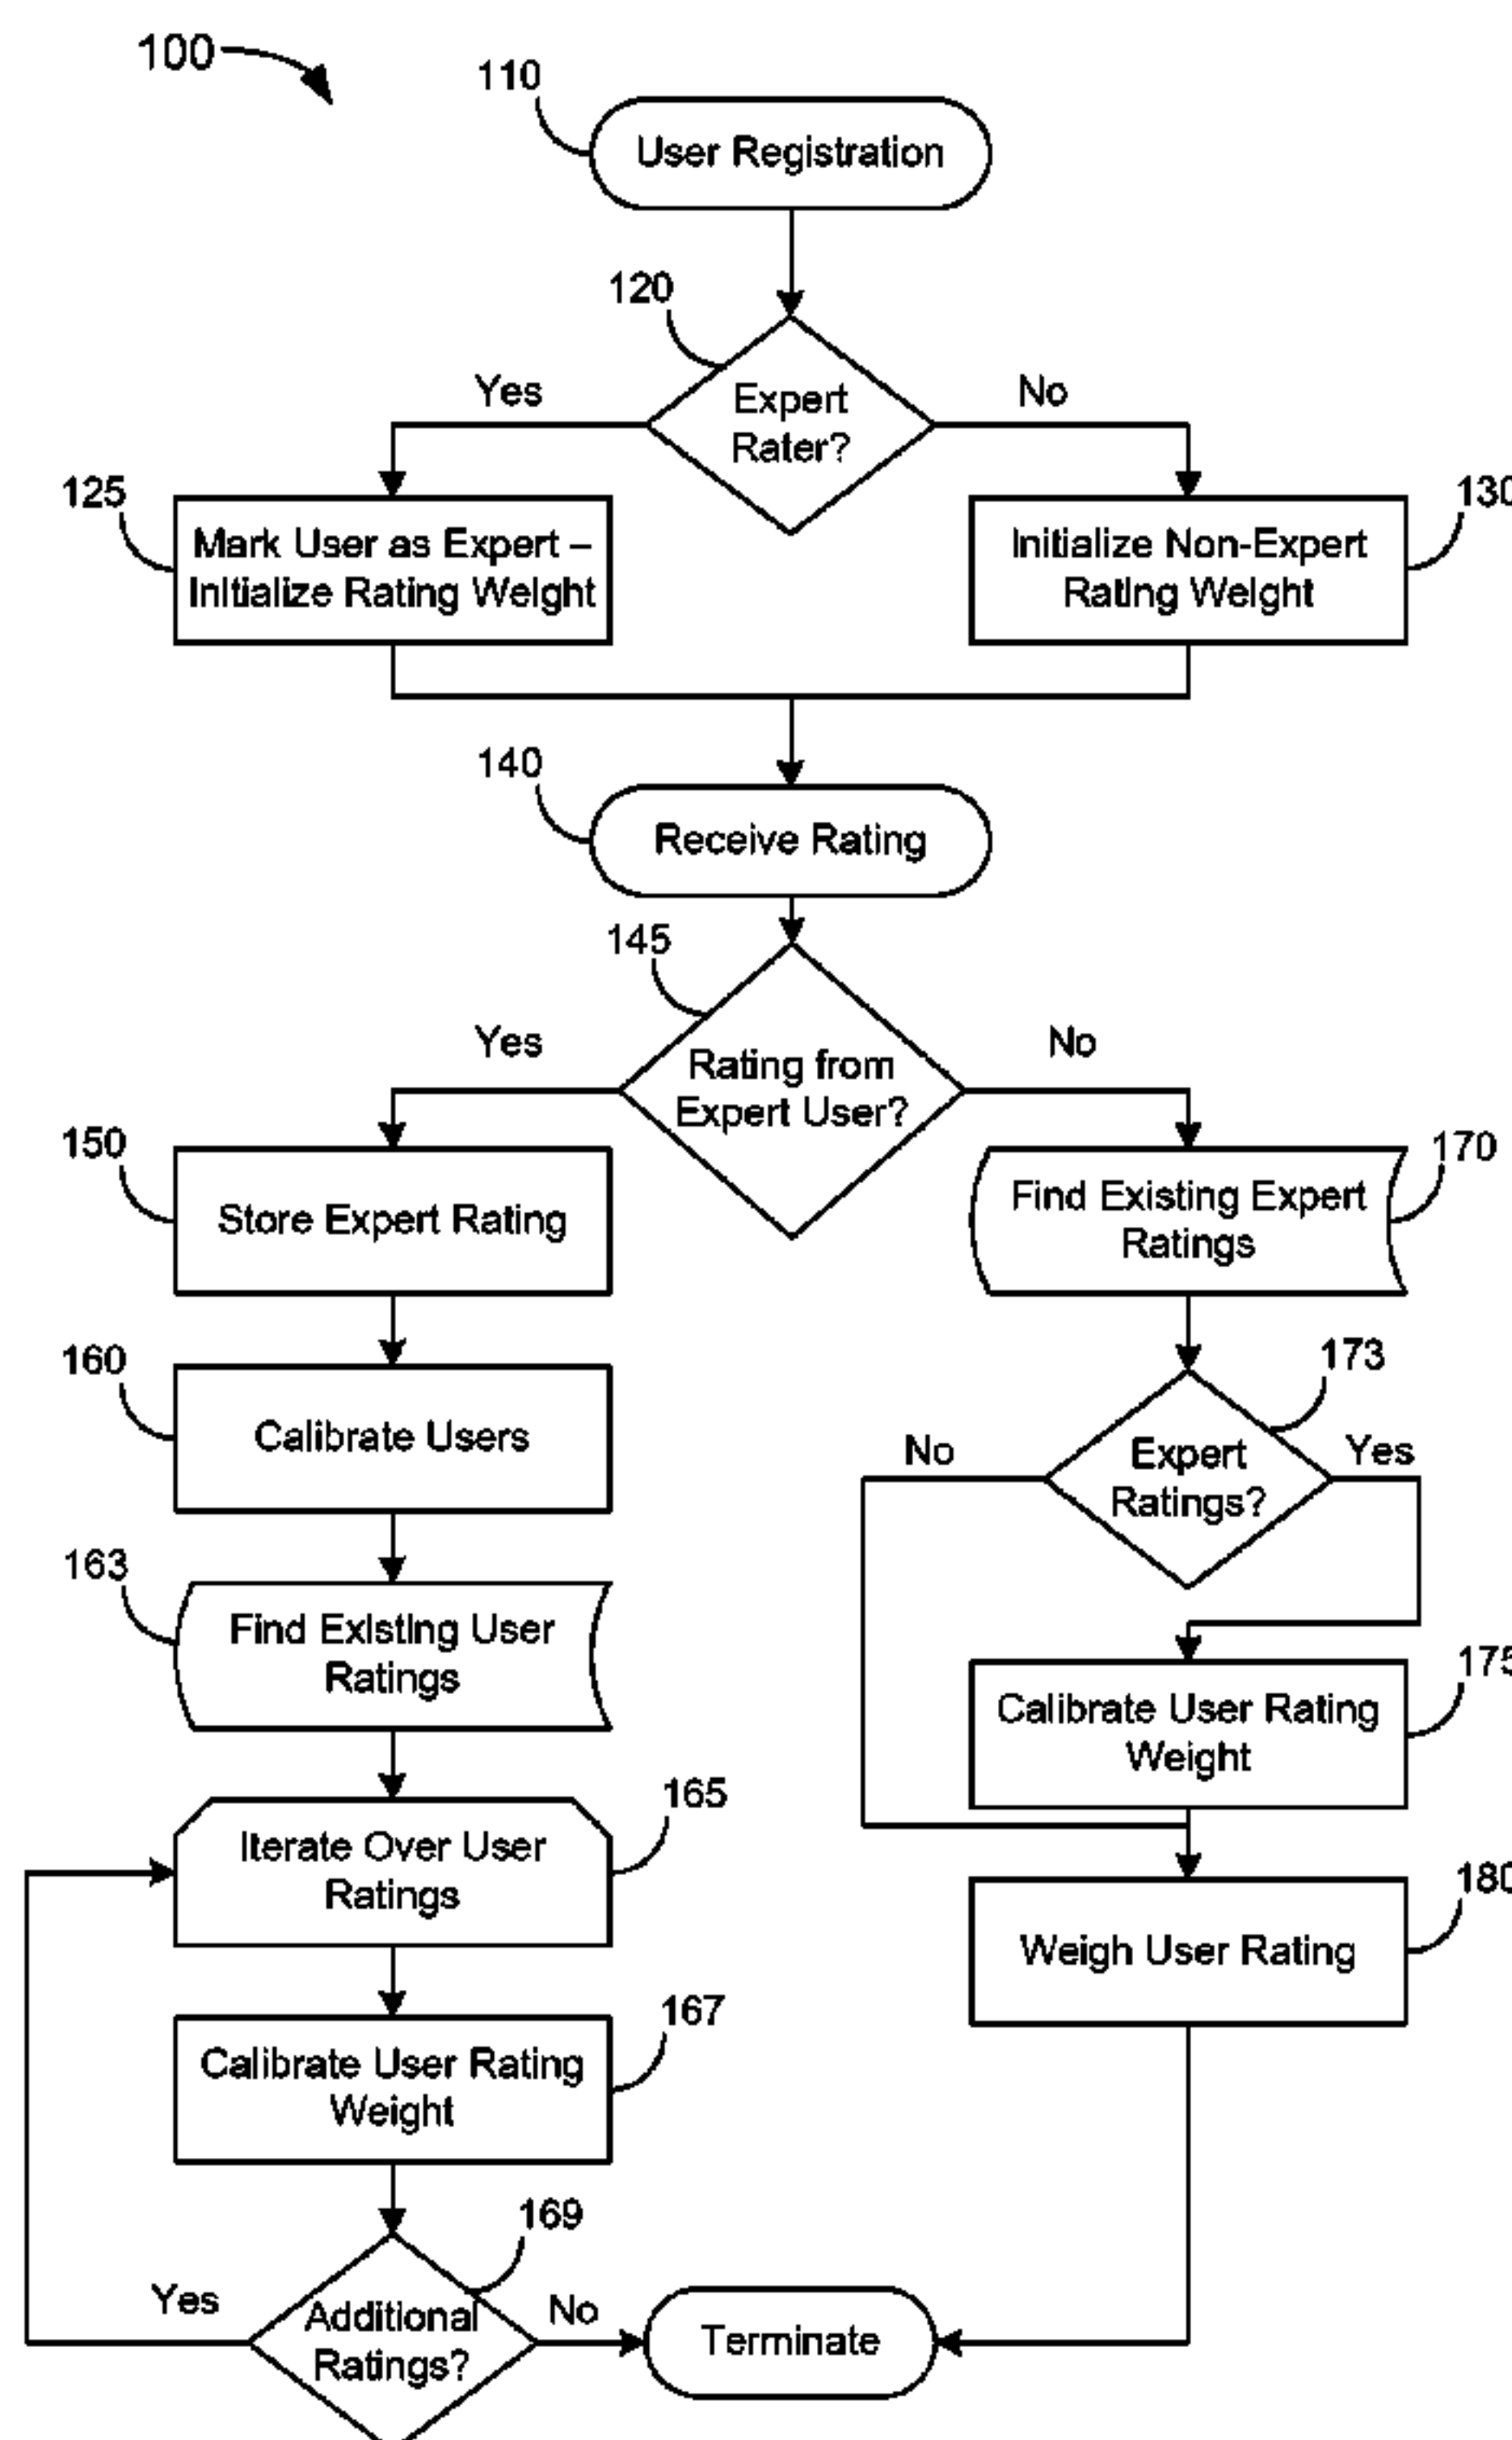 100
110
User Registration
120
Yes
Expert
Rater?
No
125
Mark User as Expert –
Initialize Rating Weight
130
Initialize Non-Expert
Rating Weight
140
Receive Rating
145
Yes
Rating from
Expert User?
No
150
Store Expert Rating
170
Find Existing Expert
Ratings
160
Calibrate Users
173
No
Expert
Ratings?
Yes
163
Find Existing User
Ratings
175
Calibrate User Rating
Weight
165
Iterate Over User
Ratings
180
Weigh User Rating
167
Calibrate User Rating
Weight
169
Yes
Additional
Ratings?
No
Terminate